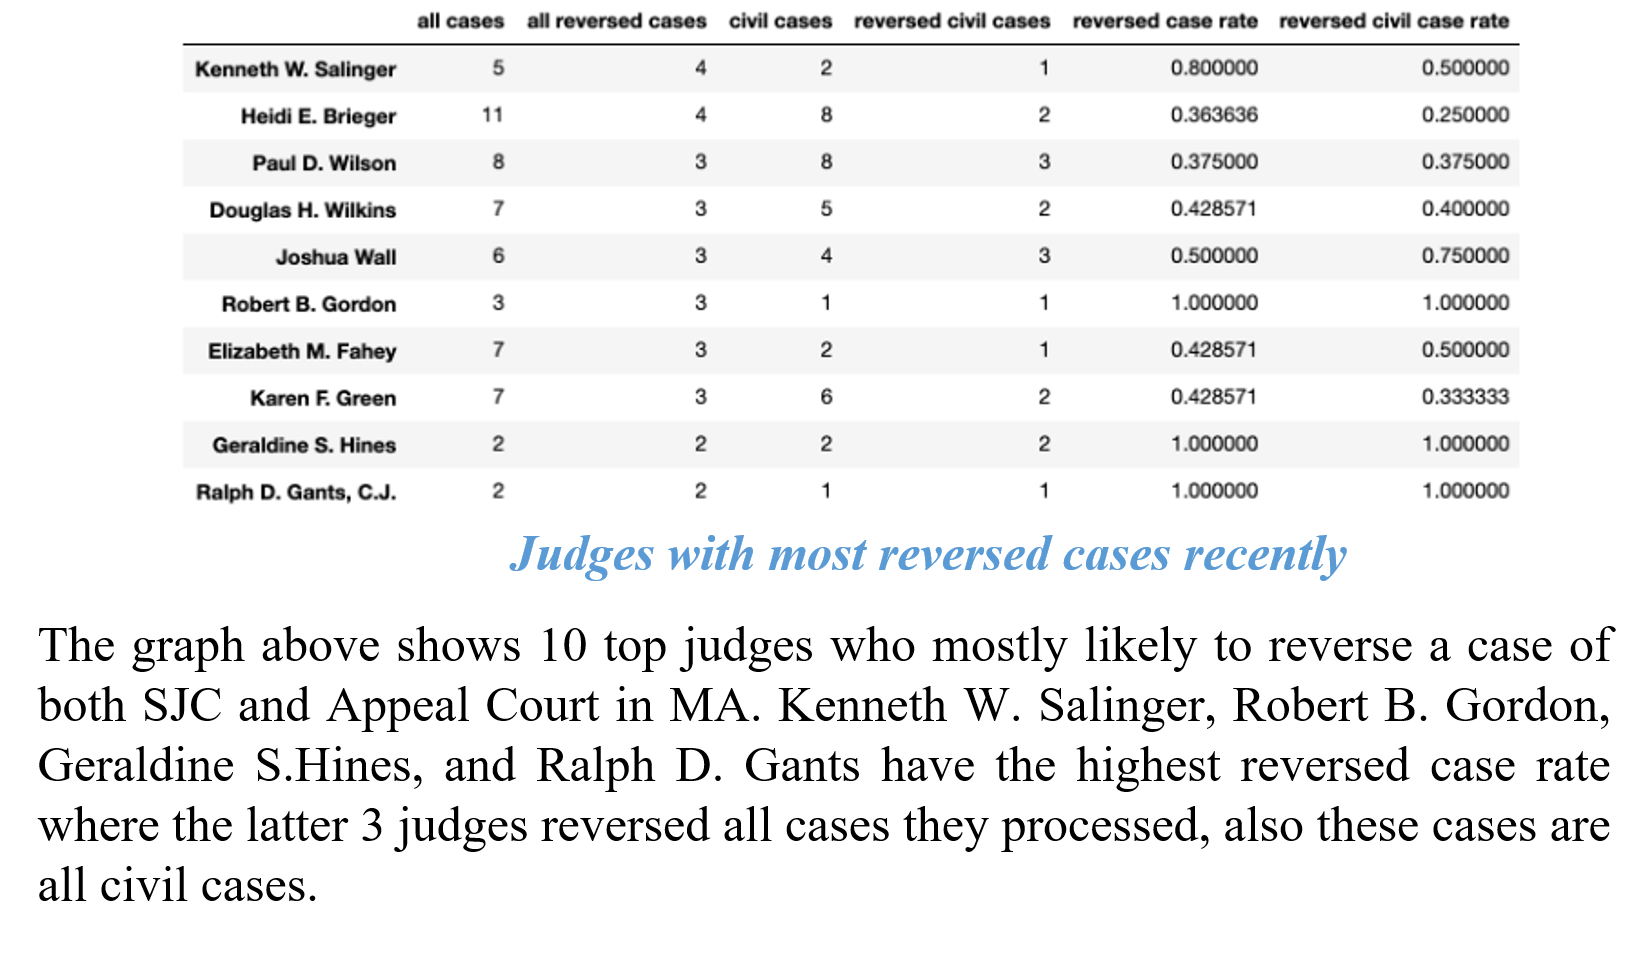 all cases all reversed cases civil cases reversed civil cases reversed case rate reversed civil case rate
Kenneth W. Salinger 5 4 2 1 0.800000 0.500000
Heidi E. Brieger 11 4 8 2 0.363636 0.250000
Paul D. Wilson 8 3 8 3 0.375000 0.375000
Douglas H. Wilkins 7 3 5 2 0.428571 0.400000
Joshua Wall 6 3 4 3 0.500000 0.750000
Robert B. Gordon 3 3 1 1 1.000000 1.000000
Elizabeth M. Fahey 7 3 2 1 0.428571 0.500000
Karen F. Green 7 3 6 2 0.428571 0.333333
Geraldine S. Hines 2 2 2 2 1.000000 1.000000
Ralph D. Gants, C.J. 2 2 1 1 1.000000 1.000000
Judges with most reversed cases recently
The graph above shows 10 top judges who mostly likely to reverse a case of
both SJC and Appeal Court in MA. Kenneth W. Salinger, Robert B. Gordon,
Geraldine S.Hines, and Ralph D. Gants have the highest reversed case rate
where the latter 3 judges reversed all cases they processed, also these cases are
all civil cases.